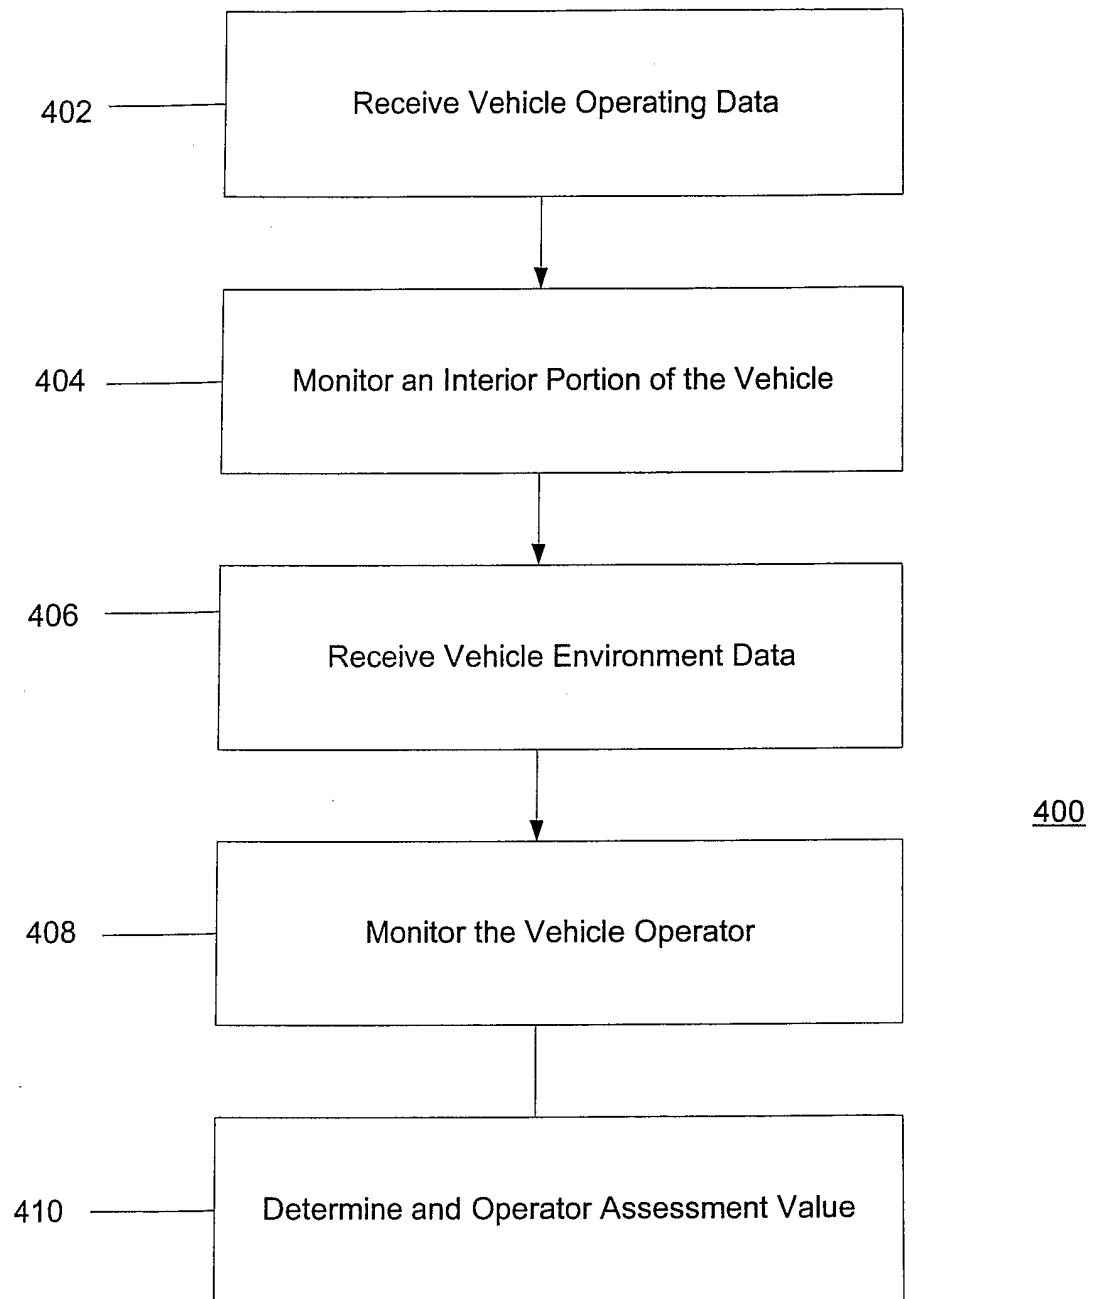 402
Receive Vehicle Operating Data
404
Monitor an Interior Portion of the Vehicle
406
Receive Vehicle Environment Data
400
408
Monitor the Vehicle Operator
410
Determine and Operator Assessment Value